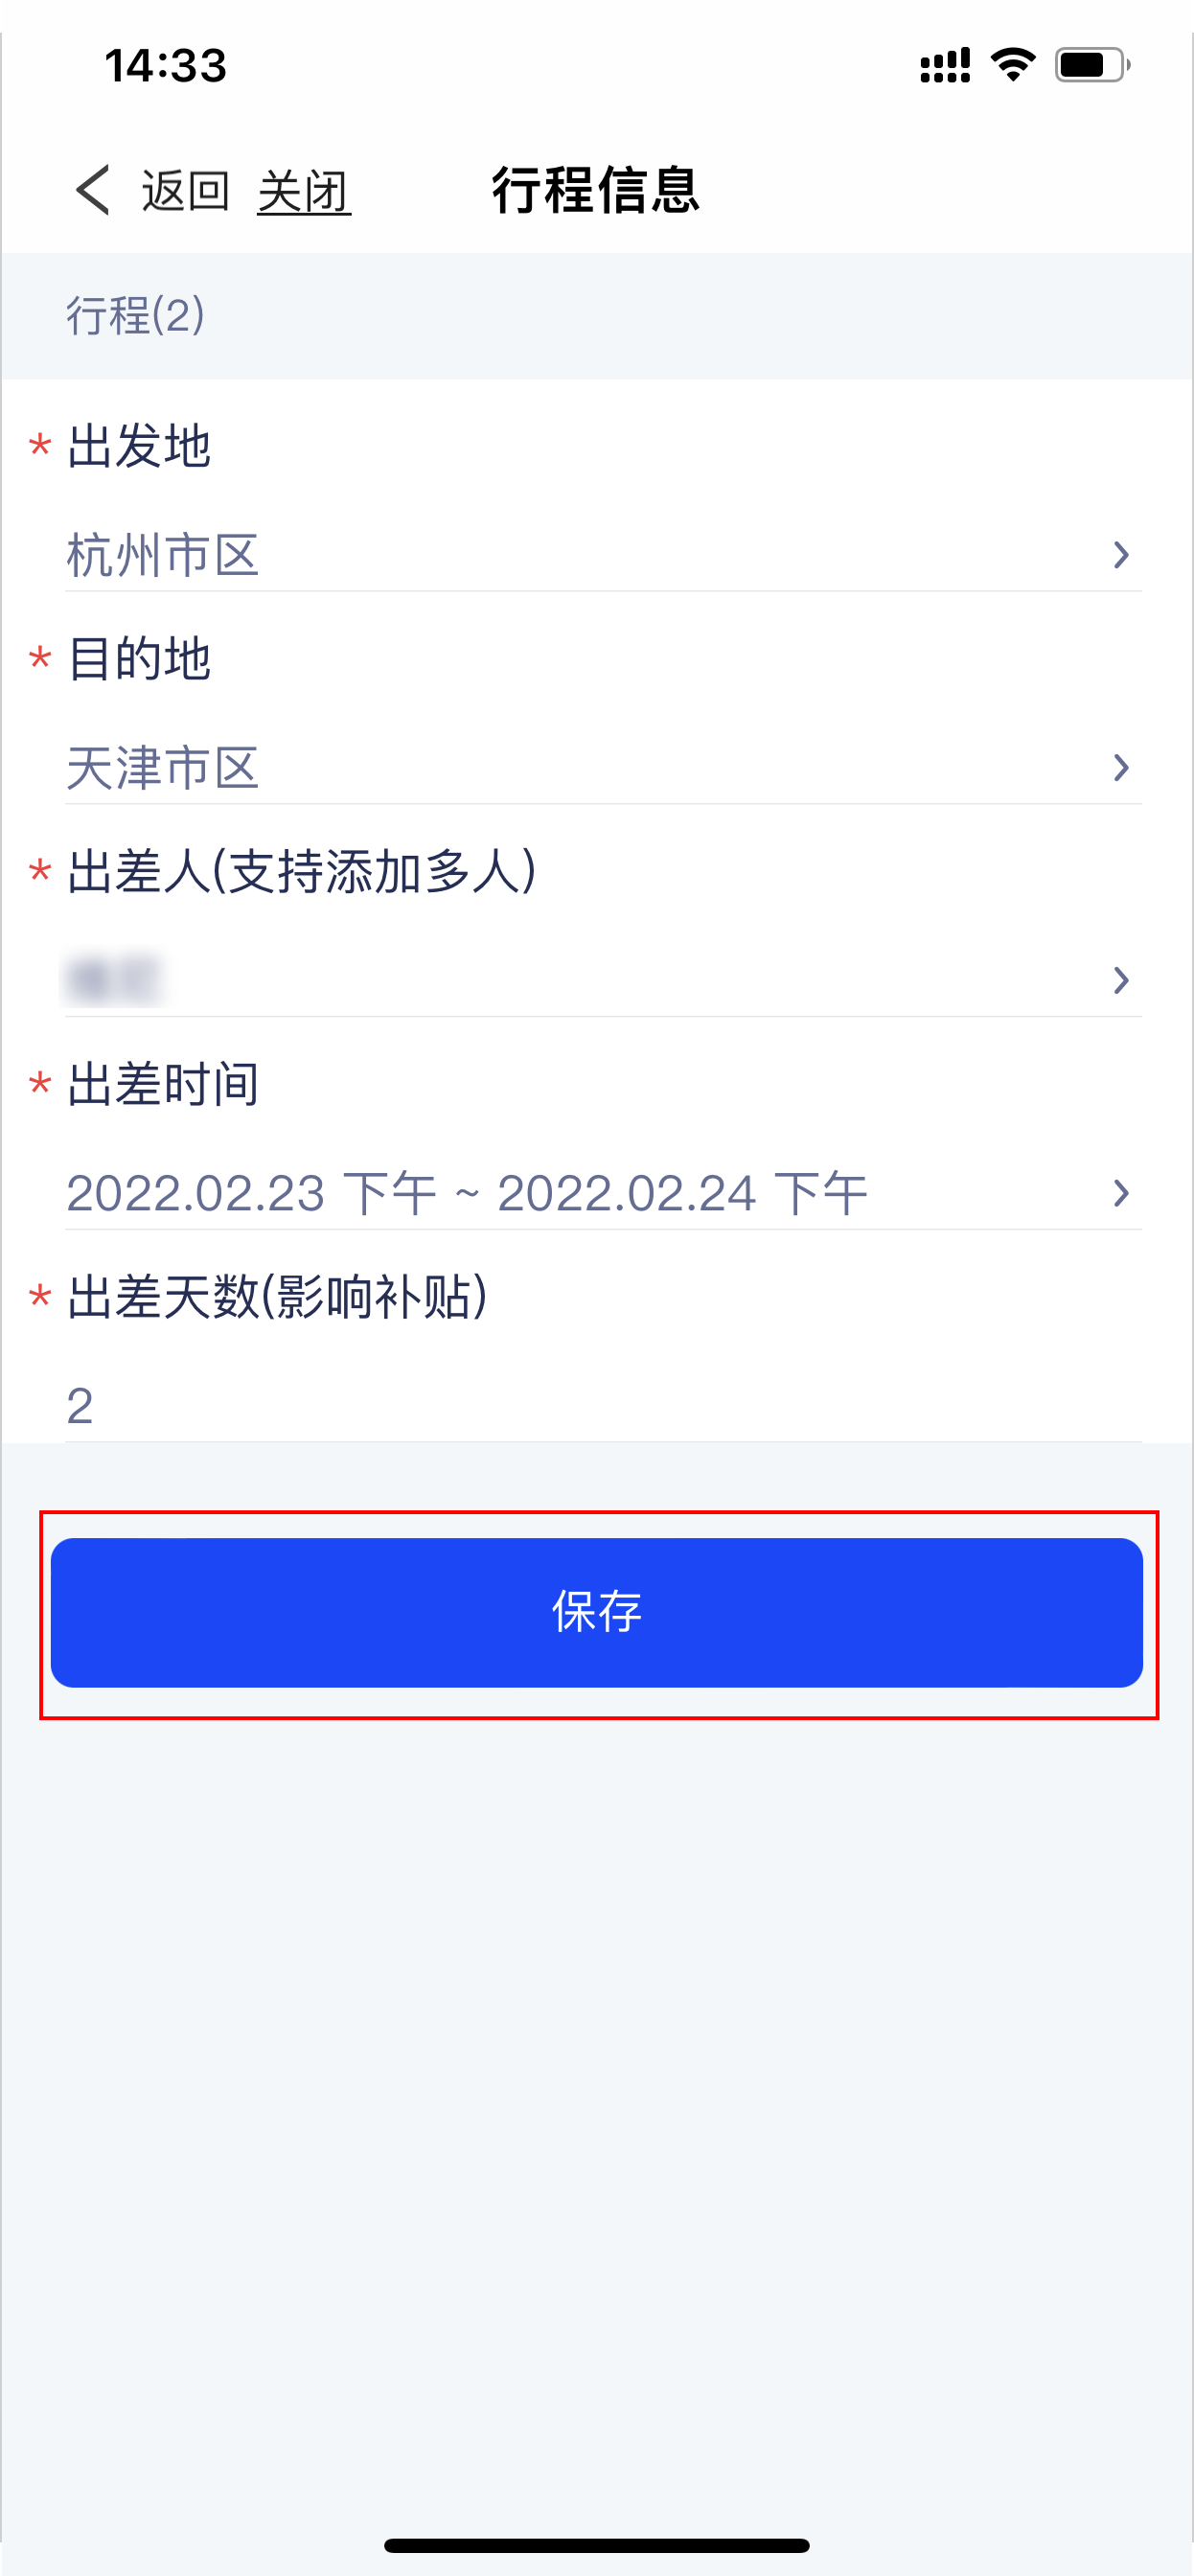 14:33
返回 关闭 行程信息
行程(2)
* 出发地
杭州市区
* 目的地
天津市区
* 出差人(支持添加多人)
* 出差时间
2022.02.23 下午 ~ 2022.02.24 下午
* 出差天数(影响补贴)
2
保存